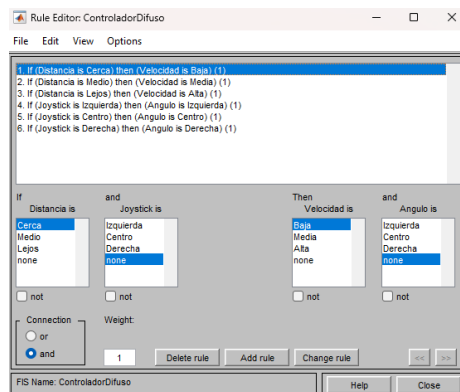 Rule Editor: ControladorDifuso
File Edit View Options
1. If (Distancia is Cerca) then (Velocidad is Baja) (1)
2. If (Distancia is Medio) then (Velocidad is Media) (1)
3. If (Distancia is Lejos) then (Velocidad is Alta) (1)
4. If (Joystick is Izquierda) then (Angulo is Izquierda) (1)
5. If (Joystick is Centro) then (Angulo is Centro) (1)
6. If (Joystick is Derecha) then (Angulo is Derecha) (1)
If and Then and
Distancia is Joystick is Velocidad is Angulo is
Cerca Izquierda Baja Izquierda
Medio Centro Media Centro
Lejos Derecha Alta Derecha
none none none none
not not not not
Connection Weight:
or
and 1 Delete rule Add rule Change rule << >>
FIS Name: ControladorDifuso Help Close